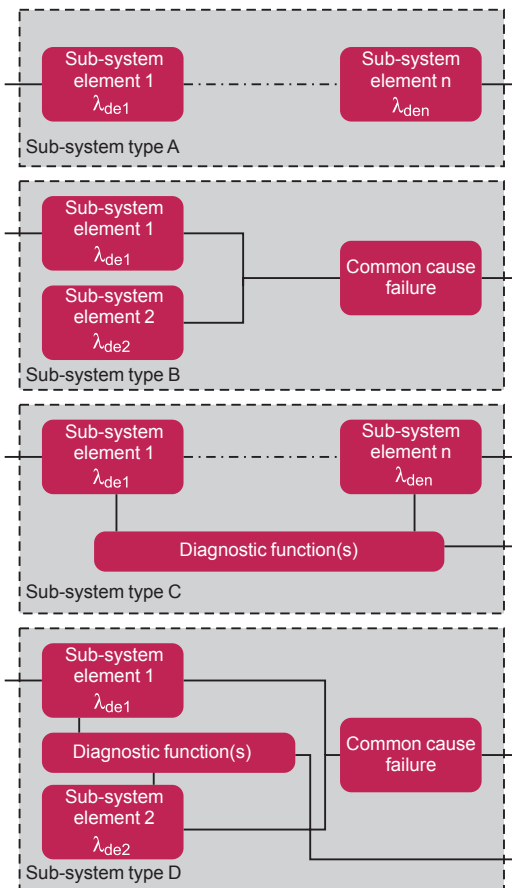 Sub-system
element 1
λde1
Sub-system
element n
λden
Sub-system type A
Sub-system
element 1
λde1
Sub-system
element 2
λde2
Common cause
failure
Sub-system type B
Sub-system
element 1
λde1
Sub-system
element n
λden
Diagnostic function(s)
Sub-system type C
Sub-system
element 1
λde1
Diagnostic function(s)
Sub-system
element 2
λde2
Common cause
failure
Sub-system type D